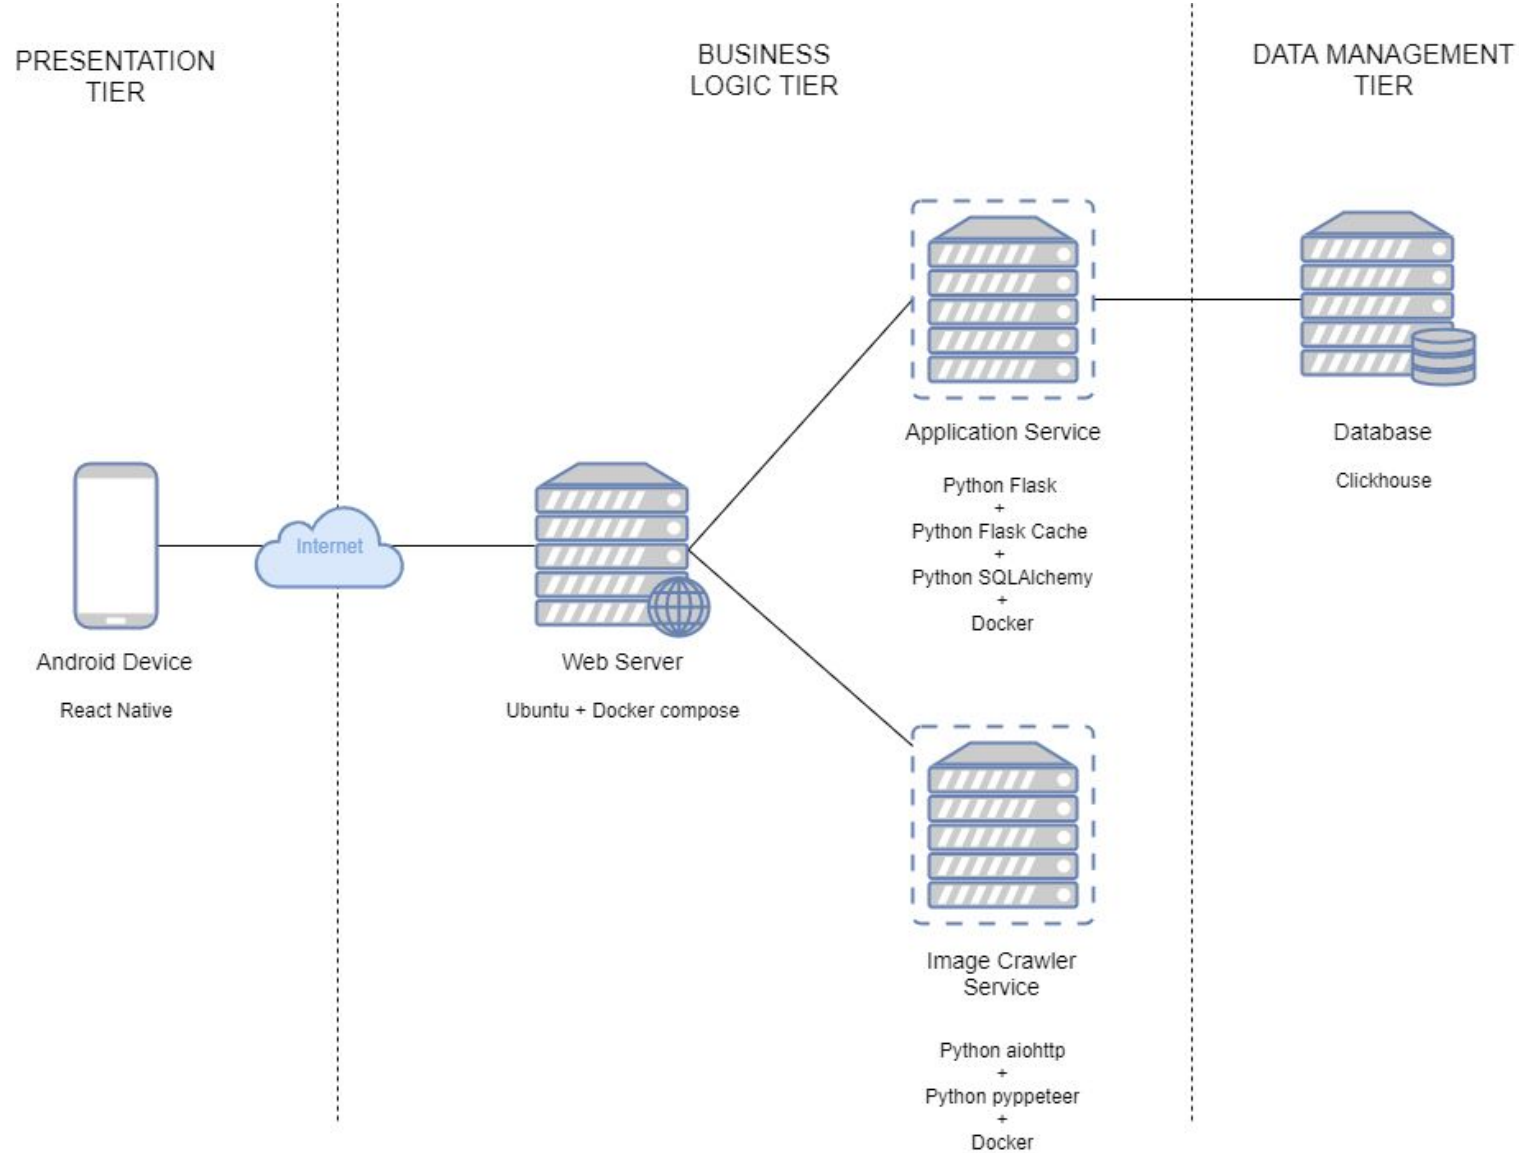 PRESENTATION
TIER
BUSINESS
LOGIC TIER
DATA MANAGEMENT
TIER
Internet
Android Device
React Native
Web Server
Ubuntu + Docker compose
Application Service
Python Flask
+
Python Flask Cache
+
Python SQLAlchemy
+
Docker
Database
Clickhouse
Image Crawler
Service
Python aiohttp
+
Python pyppeteer
+
Docker